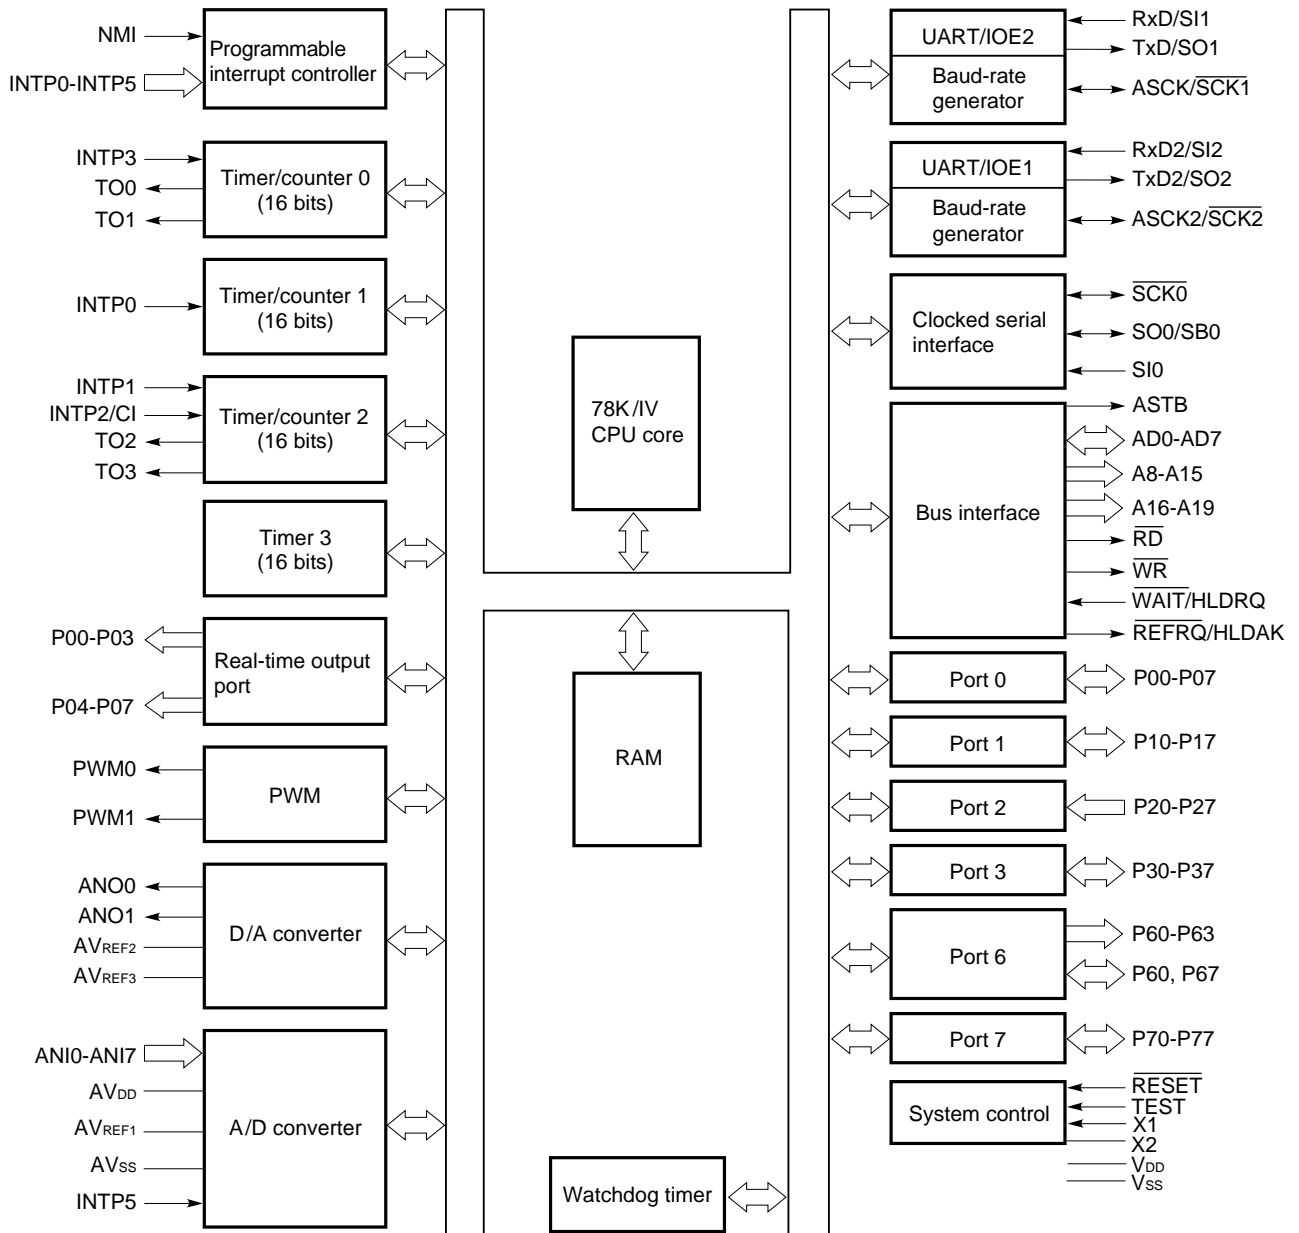 NMI
INTP0-INTP5
Programmable
interrupt controller
INTP3
TO0
TO1
Timer/counter 0
(16 bits)
INTP0
Timer/counter 1
(16 bits)
INTP1
INTP2/CI
TO2
TO3
Timer/counter 2
(16 bits)
Timer 3
(16 bits)
P00-P03
P04-P07
Real-time output
port
PWM0
PWM1
PWM
ANO0
ANO1
AVREF2
AVREF3
D/A converter
ANI0-ANI7
AVDD
AVREF1
AVSS
INTP5
A/D converter
78K/IV
CPU core
RAM
Watchdog timer
UART/IOE2
Baud-rate
generator
RxD/SI1
TxD/SO1
ASCK/SCK1
UART/IOE1
Baud-rate
generator
RxD2/SI2
TxD2/SO2
ASCK2/SCK2
Clocked serial
interface
SCK0
SO0/SB0
SI0
Bus interface
ASTB
AD0-AD7
A8-A15
A16-A19
RD
WR
WAIT/HLDRQ
REFRQ/HLDAK
Port 0
P00-P07
Port 1
P10-P17
Port 2
P20-P27
Port 3
P30-P37
Port 6
P60-P63
P60, P67
Port 7
P70-P77
System control
RESET
TEST
X1
X2
VDD
VSS